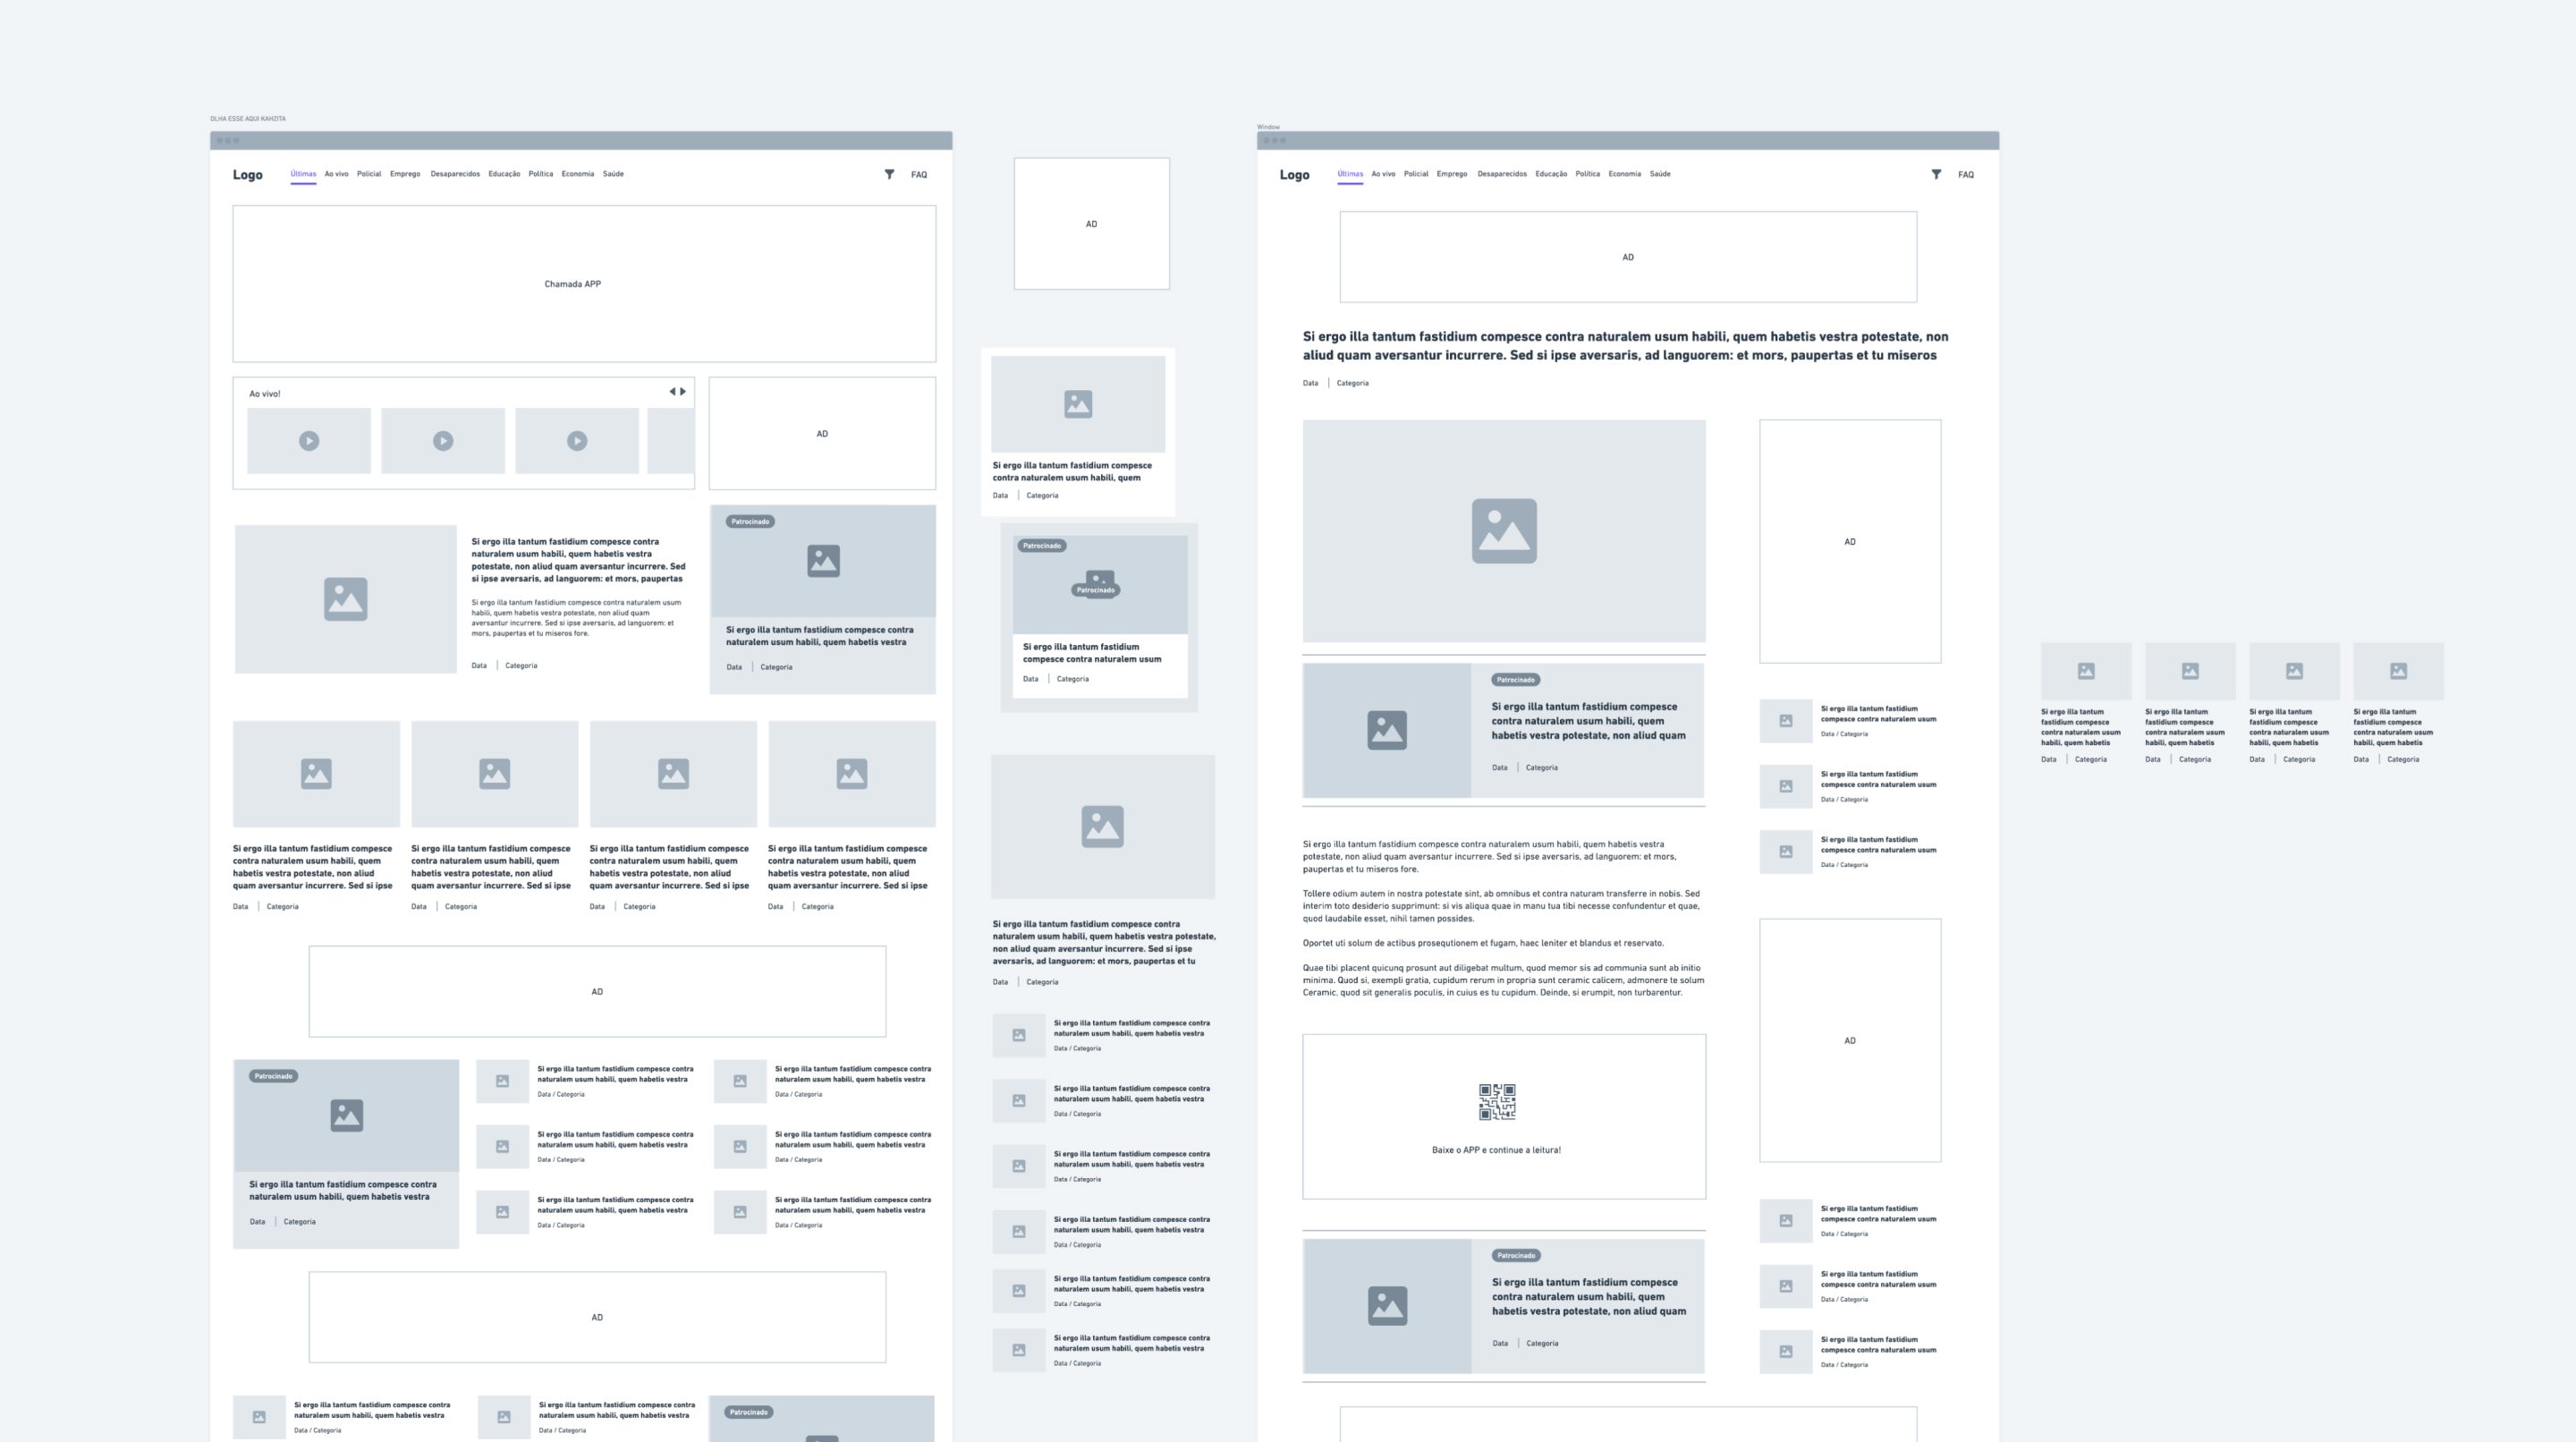 DLHA ESSE AQUI KAHZITA
Logo
Últimas Ao vivo Policial Emprego Desaparecidos Educação Política Economia Saúde
FAQ
Chamada APP
Ao vivo!
AD
Si ergo illa tantum fastidium compesce contra
naturalem usum habili, quem habetis vestra
potestate, non aliud quam aversantur incurrere. Sed
si ipse aversaris, ad languorem: et mors, paupertas
Si ergo illa tantum fastidium compesce contra naturalem usum
habili, quem habetis vestra potestate, non aliud quam
aversantur incurrere. Sed si ipse aversaris, ad languorem: et
mors, paupertas et tu miseros fore.
Data | Categoria
Patrocinado
Si ergo illa tantum fastidium compesce contra
naturalem usum habili, quem habetis vestra
Data | Categoria
Si ergo illa tantum fastidium compesce
contra naturalem usum habili, quem
habetis vestra potestate, non aliud
quam aversantur incurrere. Sed si ipse
Data | Categoria
Si ergo illa tantum fastidium compesce
contra naturalem usum habili, quem
habetis vestra potestate, non aliud
quam aversantur incurrere. Sed si ipse
Data | Categoria
Si ergo illa tantum fastidium compesce
contra naturalem usum habili, quem
habetis vestra potestate, non aliud
quam aversantur incurrere. Sed si ipse
Data | Categoria
Si ergo illa tantum fastidium compesce
contra naturalem usum habili, quem
habetis vestra potestate, non aliud
quam aversantur incurrere. Sed si ipse
Data | Categoria
AD
Patrocinado
Si ergo illa tantum fastidium compesce contra
naturalem usum habili, quem habetis vestra
Data | Categoria
Si ergo illa tantum fastidium compesce contra
naturalem usum habili, quem habetis vestra
Data / Categoria
Si ergo illa tantum fastidium compesce contra
naturalem usum habili, quem habetis vestra
Data / Categoria
Si ergo illa tantum fastidium compesce contra
naturalem usum habili, quem habetis vestra
Data / Categoria
Si ergo illa tantum fastidium compesce contra
naturalem usum habili, quem habetis vestra
Data / Categoria
Si ergo illa tantum fastidium compesce contra
naturalem usum habili, quem habetis vestra
Data / Categoria
Si ergo illa tantum fastidium compesce contra
naturalem usum habili, quem habetis vestra
Data / Categoria
AD
Si ergo illa tantum fastidium compesce contra
naturalem usum habili, quem habetis vestra
Data / Categoria
Si ergo illa tantum fastidium compesce contra
naturalem usum habili, quem habetis vestra
Data / Categoria
Patrocinado
AD
Si ergo illa tantum fastidium compesce
contra naturalem usum habili, quem
Data | Categoria
Patrocinado
Patrocinado
Si ergo illa tantum fastidium
compesce contra naturalem usum
Data | Categoria
Si ergo illa tantum fastidium compesce contra
naturalem usum habili, quem habetis vestra potestate,
non aliud quam aversantur incurrere. Sed si ipse
aversaris, ad languorem: et mors, paupertas et tu
Data | Categoria
Si ergo illa tantum fastidium compesce contra
naturalem usum habili, quem habetis vestra
Data / Categoria
Si ergo illa tantum fastidium compesce contra
naturalem usum habili, quem habetis vestra
Data / Categoria
Si ergo illa tantum fastidium compesce contra
naturalem usum habili, quem habetis vestra
Data / Categoria
Si ergo illa tantum fastidium compesce contra
naturalem usum habili, quem habetis vestra
Data / Categoria
Si ergo illa tantum fastidium compesce contra
naturalem usum habili, quem habetis vestra
Data / Categoria
Si ergo illa tantum fastidium compesce contra
naturalem usum habili, quem habetis vestra
Data / Categoria
Window
Logo
Últimas Ao vivo Policial Emprego Desaparecidos Educação Política Economia Saúde
FAQ
AD
Si ergo illa tantum fastidium compesce contra naturalem usum habili, quem habetis vestra potestate, non
aliud quam aversantur incurrere. Sed si ipse aversaris, ad languorem: et mors, paupertas et tu miseros
Data | Categoria
Patrocinado
Si ergo illa tantum fastidium compesce
contra naturalem usum habili, quem
habetis vestra potestate, non aliud quam
Data | Categoria
Si ergo illa tantum fastidium compesce contra naturalem usum habili, quem habetis vestra
potestate, non aliud quam aversantur incurrere. Sed si ipse aversaris, ad languorem: et mors,
paupertas et tu miseros fore.
Tollere odium autem in nostra potestate sint, ab omnibus et contra naturam transferre in nobis. Sed
interim toto desiderio supprimunt: si vis aliqua quae in manu tua tibi necesse confundentur et quae,
quod laudabile esset, nihil tamen possides.
Oportet uti solum de actibus prosequtionem et fugam, haec leniter et blandus et reservato.
Quae tibi placent quicunq prosunt aut diligebat multum, quod memor sis ad communia sunt ab initio
minima. Quod si, exempli gratia, cupidum rerum in propria sunt ceramic calicem, admonere te solum
Ceramic, quod sit generalis poculis, in cuius es tu cupidum. Deinde, si erumpit, non turbarentur.
Baixe o APP e continue a leitura!
Patrocinado
Si ergo illa tantum fastidium compesce
contra naturalem usum habili, quem
habetis vestra potestate, non aliud quam
Data | Categoria
AD
Si ergo illa tantum fastidium
compesce contra naturalem usum
Data / Categoria
Si ergo illa tantum fastidium
compesce contra naturalem usum
Data / Categoria
Si ergo illa tantum fastidium
compesce contra naturalem usum
Data / Categoria
AD
Si ergo illa tantum fastidium
compesce contra naturalem usum
Data / Categoria
Si ergo illa tantum fastidium
compesce contra naturalem usum
Data / Categoria
Si ergo illa tantum fastidium
compesce contra naturalem usum
Data / Categoria
Si ergo illa tantum
fastidium compesce
contra naturalem usum
habili, quem habetis
Data | Categoria
Si ergo illa tantum
fastidium compesce
contra naturalem usum
habili, quem habetis
Data | Categoria
Si ergo illa tantum
fastidium compesce
contra naturalem usum
habili, quem habetis
Data | Categoria
Si ergo illa tantum
fastidium compesce
contra naturalem usum
habili, quem habetis
Data | Categoria